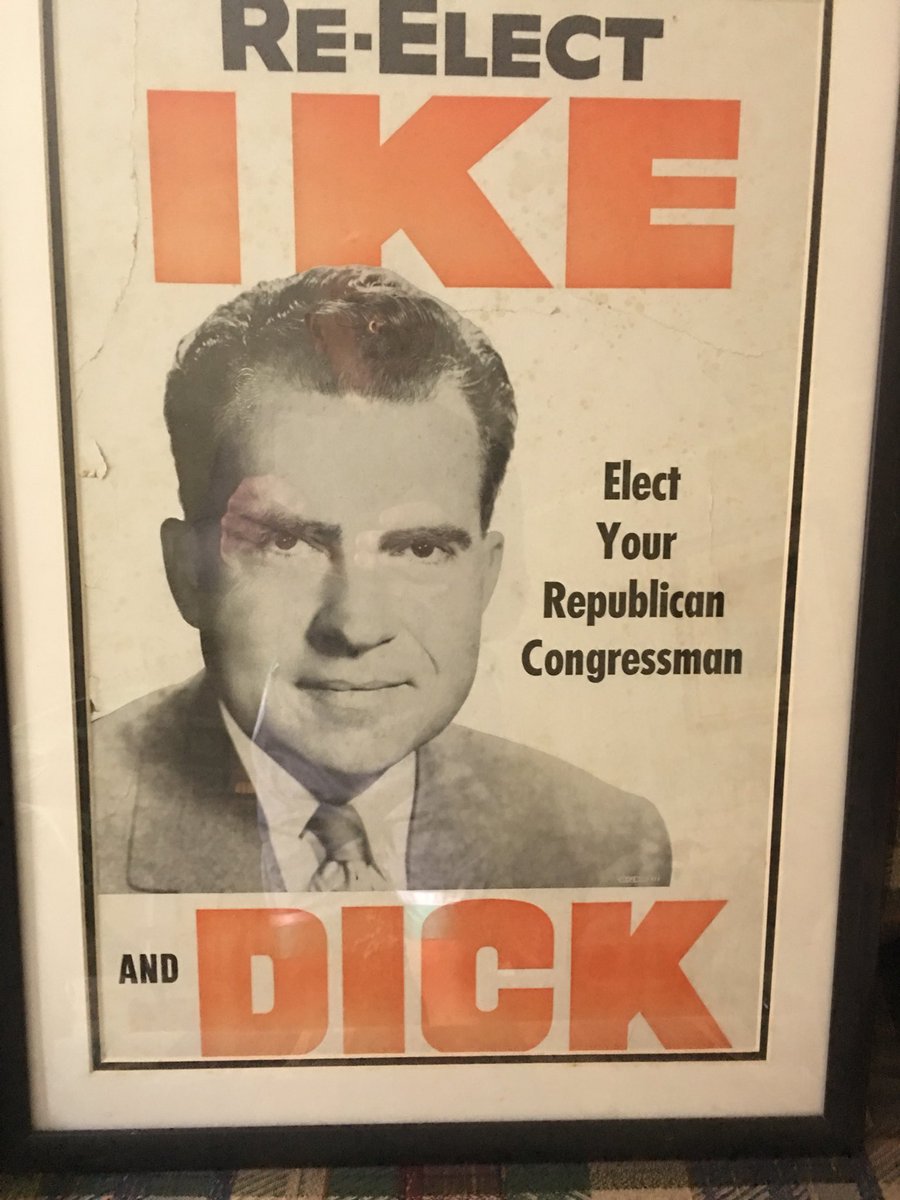 RE-ELECT
IKE
Elect
Your
Republican
Congressman
AND DICK